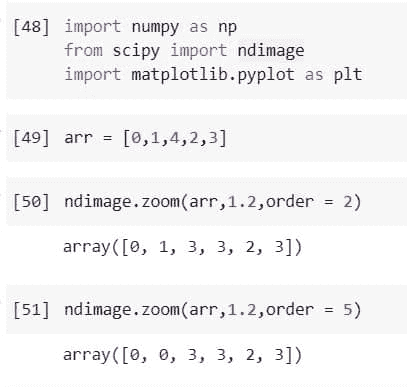 [48] import numpy as np
from scipy import ndimage
import matplotlib.pyplot as plt
[49] arr = [0,1,4,2,3]
[50] ndimage.zoom(arr,1.2,order = 2)
array([0, 1, 3, 3, 2, 3])
[51] ndimage.zoom(arr,1.2,order = 5)
array([0, 0, 3, 3, 2, 3])